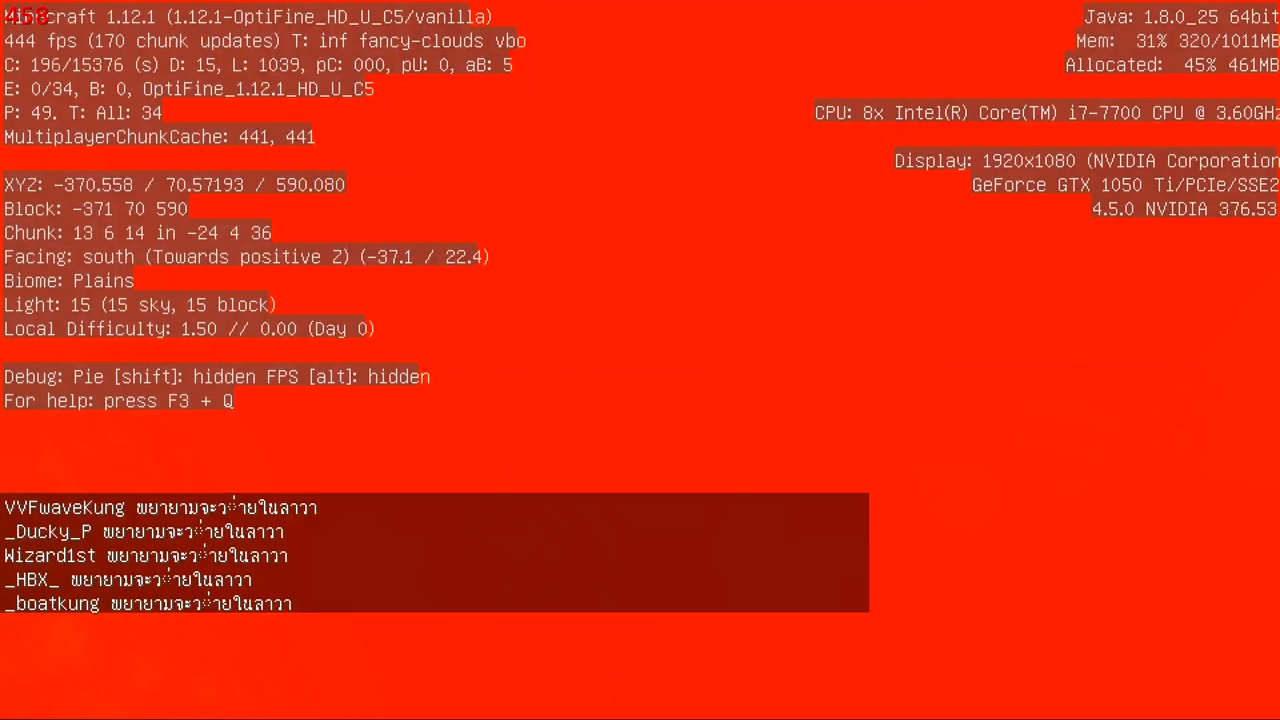 458
Minecraft 1.12.1 (1.12.1-OptiFine_HD_U_C5/vanilla)
444 fps (170 chunk updates) T: inf fancy-clouds vbo
C: 196/15376 (s) D: 15, L: 1039, pC: 000, pU: 0, aB: 5
E: 0/34, B: 0, OptiFine_1.12.1_HD_U_C5
P: 49. T: All: 34
MultiplayerChunkCache: 441, 441
XYZ: -370.558 / 70.57193 / 590.080
Block: -371 70 590
Chunk: 13 6 14 in -24 4 36
Facing: south (Towards positive Z) (-37.1 / 22.4)
Biome: Plains
Light: 15 (15 sky, 15 block)
Local Difficulty: 1.50 // 0.00 (Day 0)
Debug: Pie [shift]: hidden FPS [alt]: hidden
For help: press F3 + Q
Java: 1.8.0_25 64bit
Mem: 31% 320/1011MB
Allocated: 45% 461MB
CPU: 8x Intel(R) Core(TM) i7-7700 CPU @ 3.60GHz
Display: 1920x1080 (NVIDIA Corporation
GeForce GTX 1050 Ti/PCIe/SSE2
4.5.0 NVIDIA 376.53
VVFwaveKung พยายามจะว่ายในลาวา
_Ducky_P พยายามจะว่ายในลาวา
Wizard1st พยายามจะว่ายในลาวา
_HBX_ พยายามจะว่ายในลาวา
_boatkung พยายามจะว่ายในลาวา